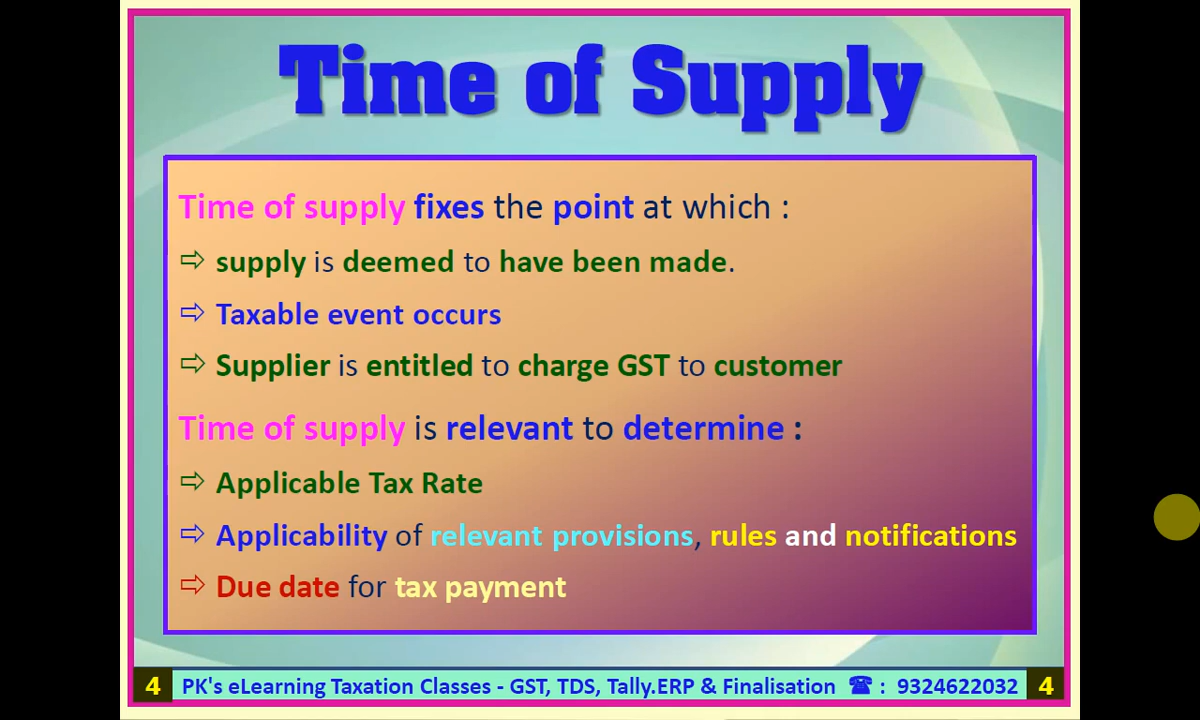 Time of Supply
Time of supply fixes the point at which :
⇨ supply is deemed to have been made.
⇨ Taxable event occurs
⇨ Supplier is entitled to charge GST to customer
Time of supply is relevant to determine :
⇨ Applicable Tax Rate
⇨ Applicability of relevant provisions, rules and notifications
⇨ Due date for tax payment
4 PK's eLearning Taxation Classes - GST, TDS, Tally.ERP & Finalisation ☎ : 9324622032 4